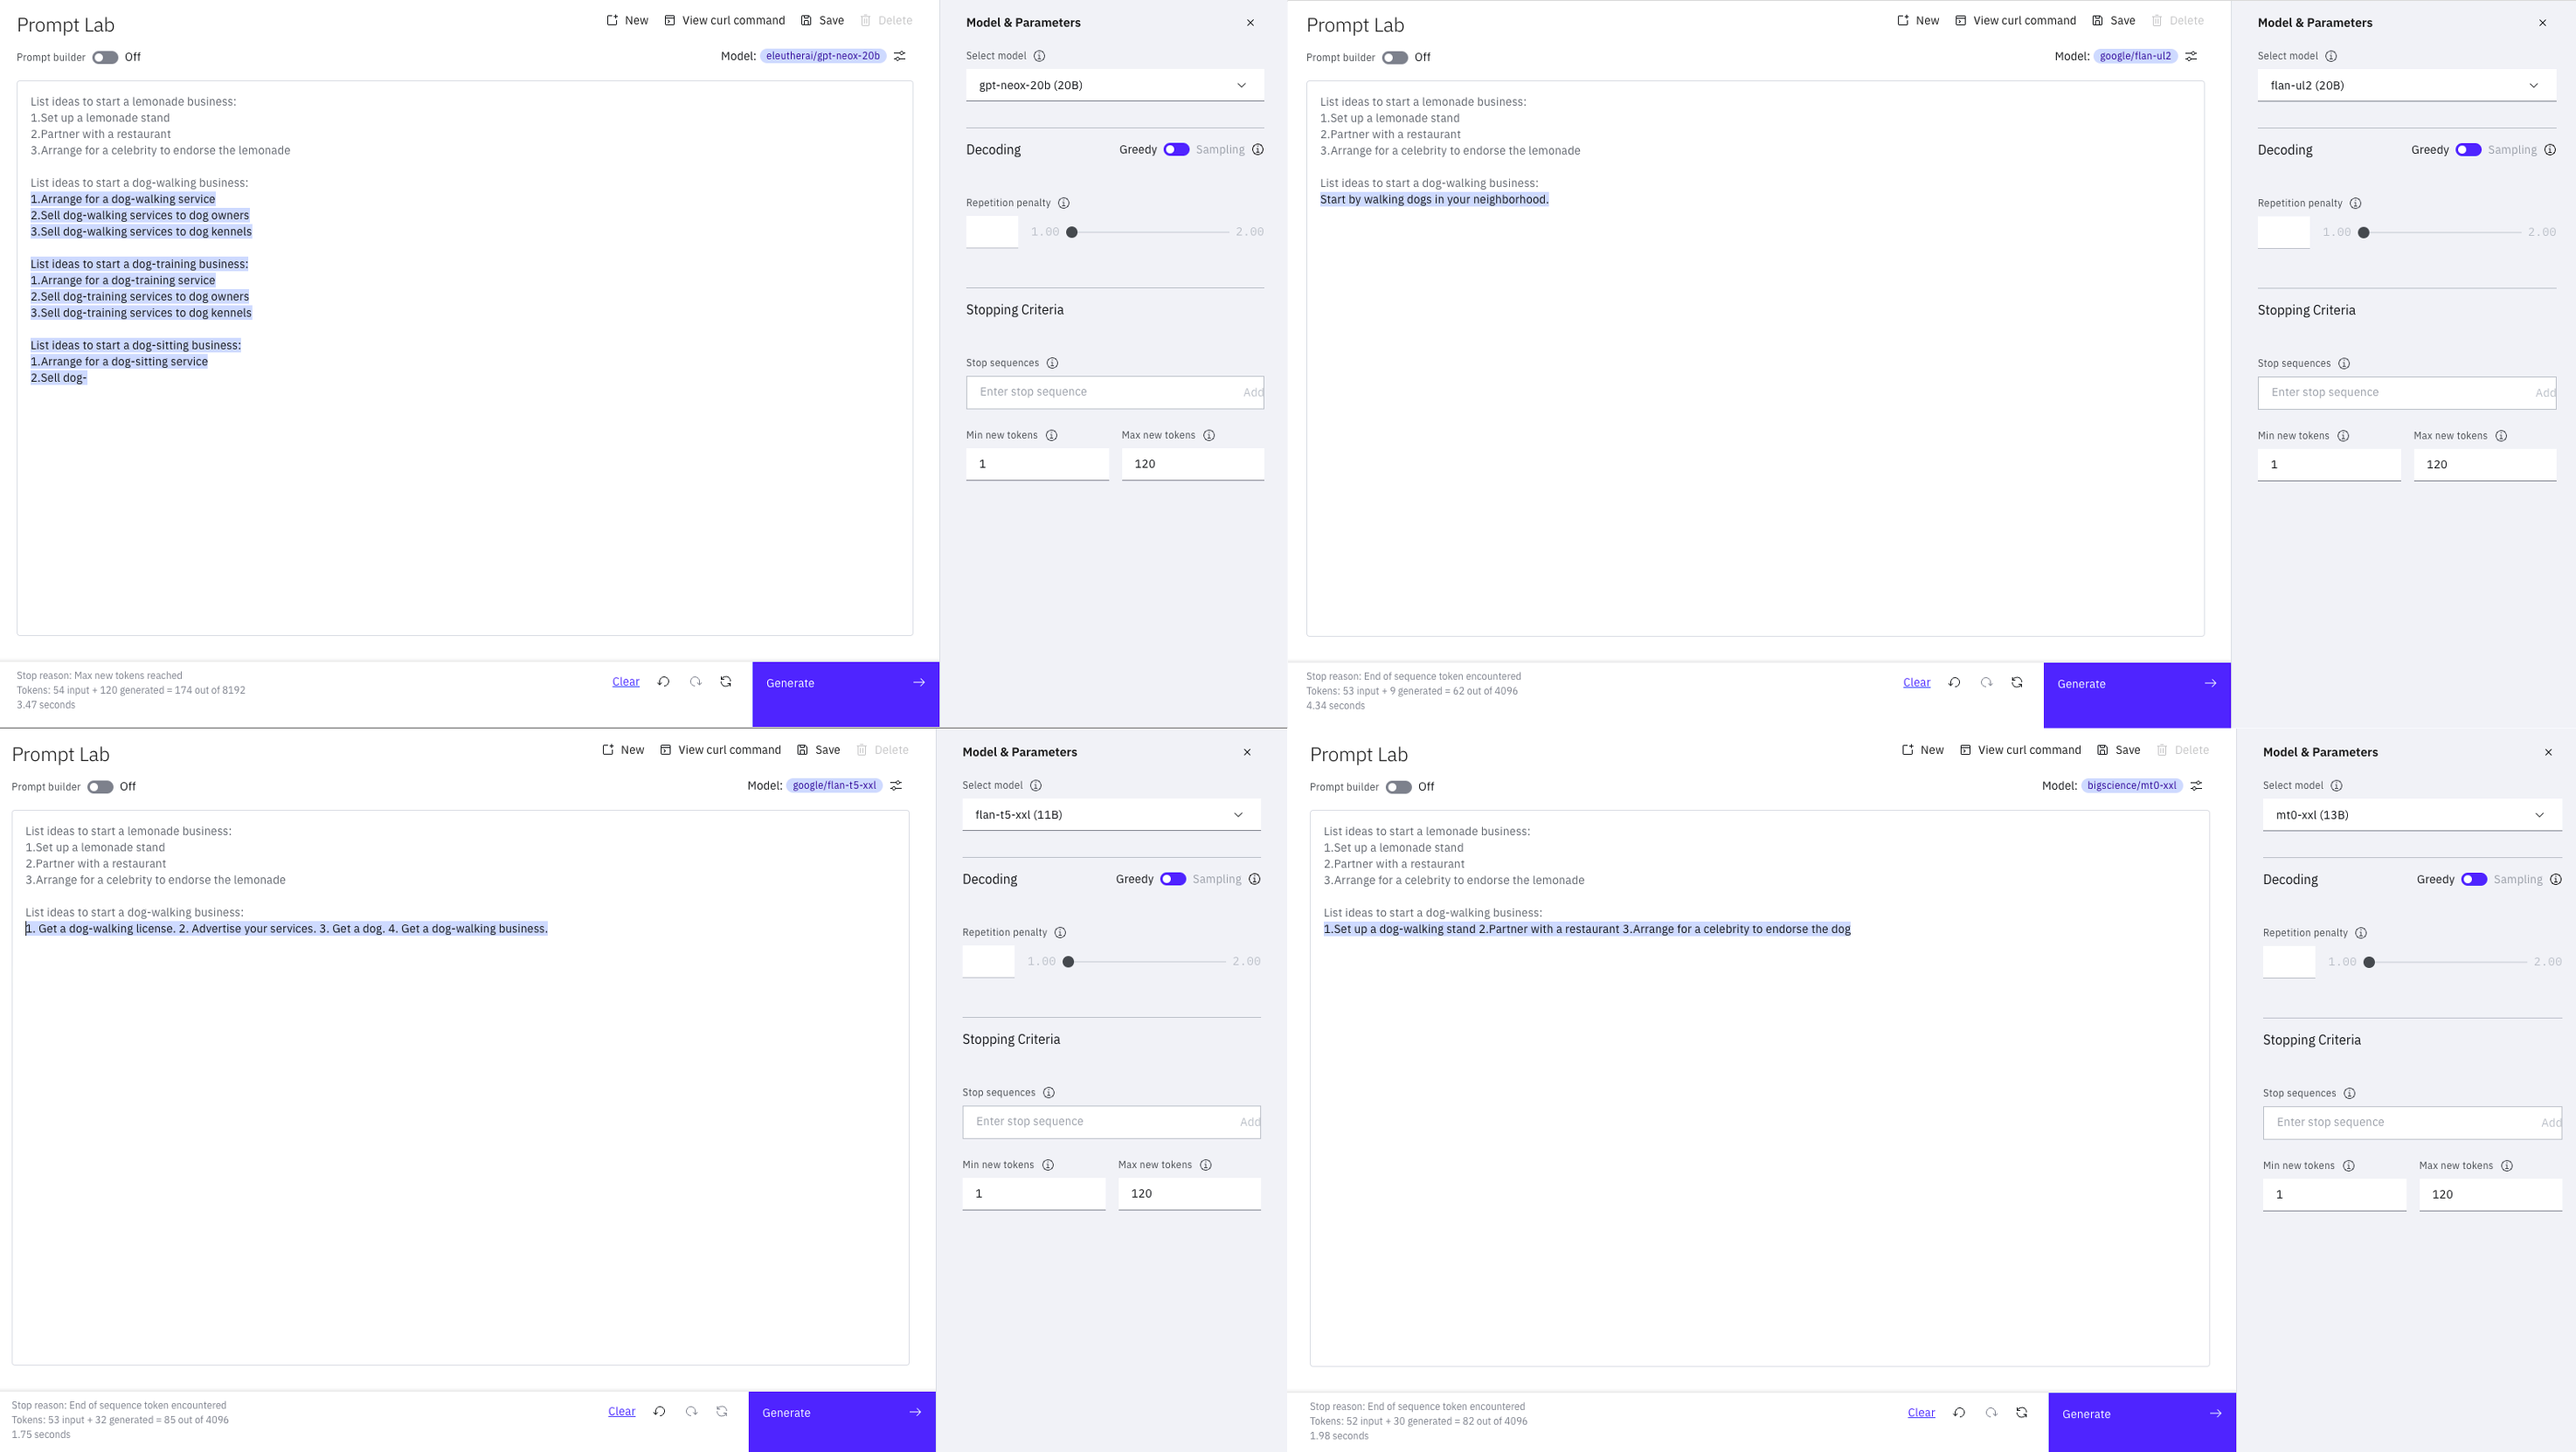 Prompt Lab
New
View curl command
Save
Delete
Prompt builder
Off
Model: eleutherai/gpt-neox-20b
List ideas to start a lemonade business:
1.Set up a lemonade stand
2.Partner with a restaurant
3.Arrange for a celebrity to endorse the lemonade
List ideas to start a dog-walking business:
1.Arrange for a dog-walking service
2.Sell dog-walking services to dog owners
3.Sell dog-walking services to dog kennels
List ideas to start a dog-training business:
1.Arrange for a dog-training service
2.Sell dog-training services to dog owners
3.Sell dog-training services to dog kennels
List ideas to start a dog-sitting business:
1.Arrange for a dog-sitting service
2.Sell dog-
Stop reason: Max new tokens reached
Tokens: 54 input + 120 generated = 174 out of 8192
3.47 seconds
Clear
Generate
Model & Parameters
Select model
gpt-neox-20b (20B)
Decoding
Greedy
Sampling
Repetition penalty
1.00
2.00
Stopping Criteria
Stop sequences
Enter stop sequence
Add
Min new tokens
Max new tokens
1
120
Prompt Lab
New
View curl command
Save
Delete
Prompt builder
Off
Model: google/flan-ul2
List ideas to start a lemonade business:
1.Set up a lemonade stand
2.Partner with a restaurant
3.Arrange for a celebrity to endorse the lemonade
List ideas to start a dog-walking business:
Start by walking dogs in your neighborhood.
Stop reason: End of sequence token encountered
Tokens: 53 input + 9 generated = 62 out of 4096
4.34 seconds
Clear
Generate
Model & Parameters
Select model
flan-ul2 (20B)
Decoding
Greedy
Sampling
Repetition penalty
1.00
2.00
Stopping Criteria
Stop sequences
Enter stop sequence
Add
Min new tokens
Max new tokens
1
120
Prompt Lab
New
View curl command
Save
Delete
Prompt builder
Off
Model: google/flan-t5-xxl
List ideas to start a lemonade business:
1.Set up a lemonade stand
2.Partner with a restaurant
3.Arrange for a celebrity to endorse the lemonade
List ideas to start a dog-walking business:
1. Get a dog-walking license. 2. Advertise your services. 3. Get a dog. 4. Get a dog-walking business.
Stop reason: End of sequence token encountered
Tokens: 53 input + 32 generated = 85 out of 4096
1.75 seconds
Clear
Generate
Model & Parameters
Select model
flan-t5-xxl (11B)
Decoding
Greedy
Sampling
Repetition penalty
1.00
2.00
Stopping Criteria
Stop sequences
Enter stop sequence
Add
Min new tokens
Max new tokens
1
120
Prompt Lab
New
View curl command
Save
Delete
Prompt builder
Off
Model: bigscience/mt0-xxl
List ideas to start a lemonade business:
1.Set up a lemonade stand
2.Partner with a restaurant
3.Arrange for a celebrity to endorse the lemonade
List ideas to start a dog-walking business:
1.Set up a dog-walking stand 2.Partner with a restaurant 3.Arrange for a celebrity to endorse the dog
Stop reason: End of sequence token encountered
Tokens: 52 input + 30 generated = 82 out of 4096
1.98 seconds
Clear
Generate
Model & Parameters
Select model
mt0-xxl (13B)
Decoding
Greedy
Sampling
Repetition penalty
1.00
2.00
Stopping Criteria
Stop sequences
Enter stop sequence
Add
Min new tokens
Max new tokens
1
120